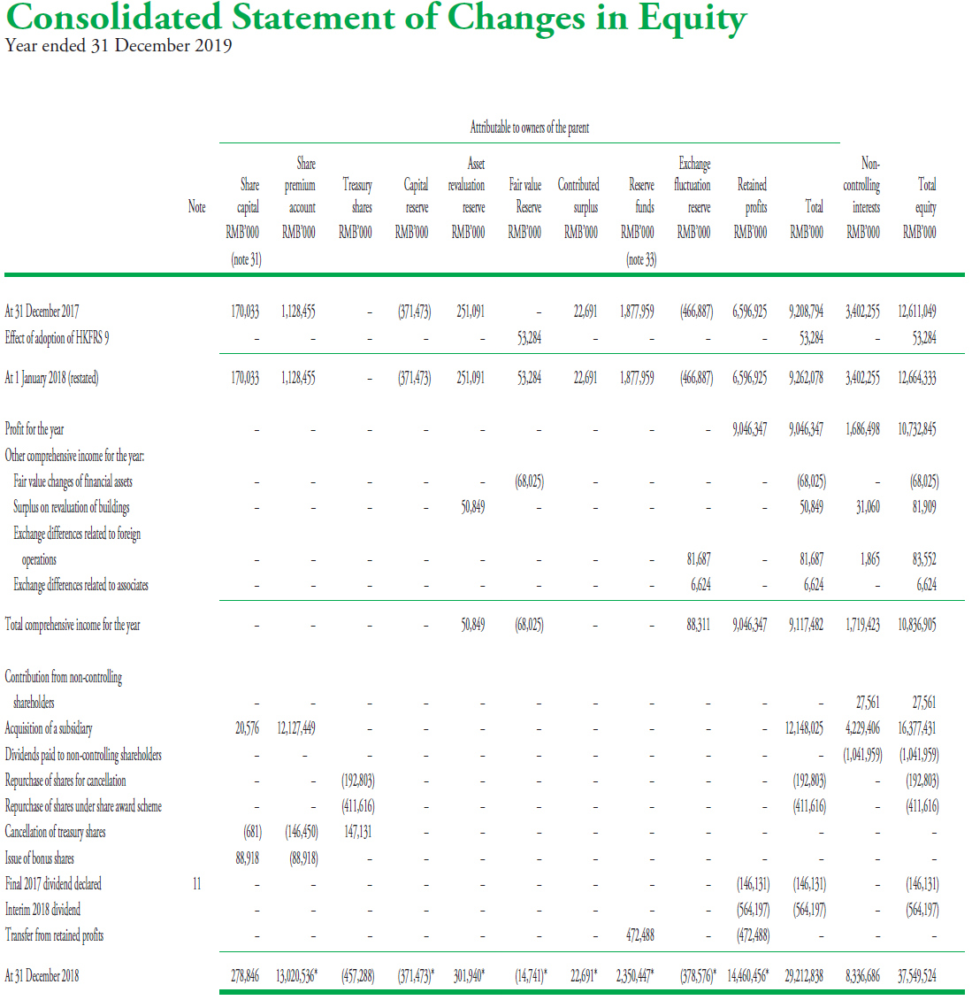 Consolidated Statement of Changes in Equity
Year ended 31 December 2019
Attributable to owners of the parent
Share Asset Exchange Non-
Share premium Treasury Capital revaluation Fair value Contributed Reserve fluctuation Retained controlling Total
Note capital account shares reserve reserve Reserve surplus funds reserve profits Total interests equity
RMB'000 RMB'000 RMB'000 RMB'000 RMB'000 RMB'000 RMB'000 RMB'000 RMB'000 RMB'000 RMB'000 RMB'000 RMB'000
(note 31) (note 33)
At 31 December 2017 170,033 1,128,455 – (371,473) 251,091 – 22,691 1,877,959 (466,887) 6,596,925 9,208,794 3,402,255 12,611,049
Effect of adoption of HKFRS 9 – – – – – 53,284 – – – – 53,284 – 53,284
At 1 January 2018 (restated) 170,033 1,128,455 – (371,473) 251,091 53,284 22,691 1,877,959 (466,887) 6,596,925 9,262,078 3,402,255 12,664,333
Profit for the year – – – – – – – – – 9,046,347 9,046,347 1,686,498 10,732,845
Other comprehensive income for the year:
Fair value changes of financial assets – – – – – (68,025) – – – – (68,025) – (68,025)
Surplus on revaluation of buildings – – – – 50,849 – – – – – 50,849 31,060 81,909
Exchange differences related to foreign
operations – – – – – – – – 81,687 – 81,687 1,865 83,552
Exchange differences related to associates – – – – – – – – 6,624 – 6,624 – 6,624
Total comprehensive income for the year – – – – 50,849 (68,025) – – 88,311 9,046,347 9,117,482 1,719,423 10,836,905
Contribution from non-controlling
shareholders – – – – – – – – – – – 27,561 27,561
Acquisition of a subsidiary 20,576 12,127,449 – – – – – – – – 12,148,025 4,229,406 16,377,431
Dividends paid to non-controlling shareholders – – – – – – – – – – – (1,041,959) (1,041,959)
Repurchase of shares for cancellation – – (192,803) – – – – – – – (192,803) – (192,803)
Repurchase of shares under share award scheme – – (411,616) – – – – – – – (411,616) – (411,616)
Cancellation of treasury shares (681) (146,450) 147,131 – – – – – – – – – –
Issue of bonus shares 88,918 (88,918) – – – – – – – – – – –
Final 2017 dividend declared 11 – – – – – – – – – (146,131) (146,131) – (146,131)
Interim 2018 dividend – – – – – – – – – (564,197) (564,197) – (564,197)
Transfer from retained profits – – – – – – – 472,488 – (472,488) – – –
At 31 December 2018 278,846 13,020,536* (457,288) (371,473)* 301,940* (14,741)* 22,691* 2,350,447* (378,576)* 14,460,456* 29,212,838 8,336,686 37,549,524